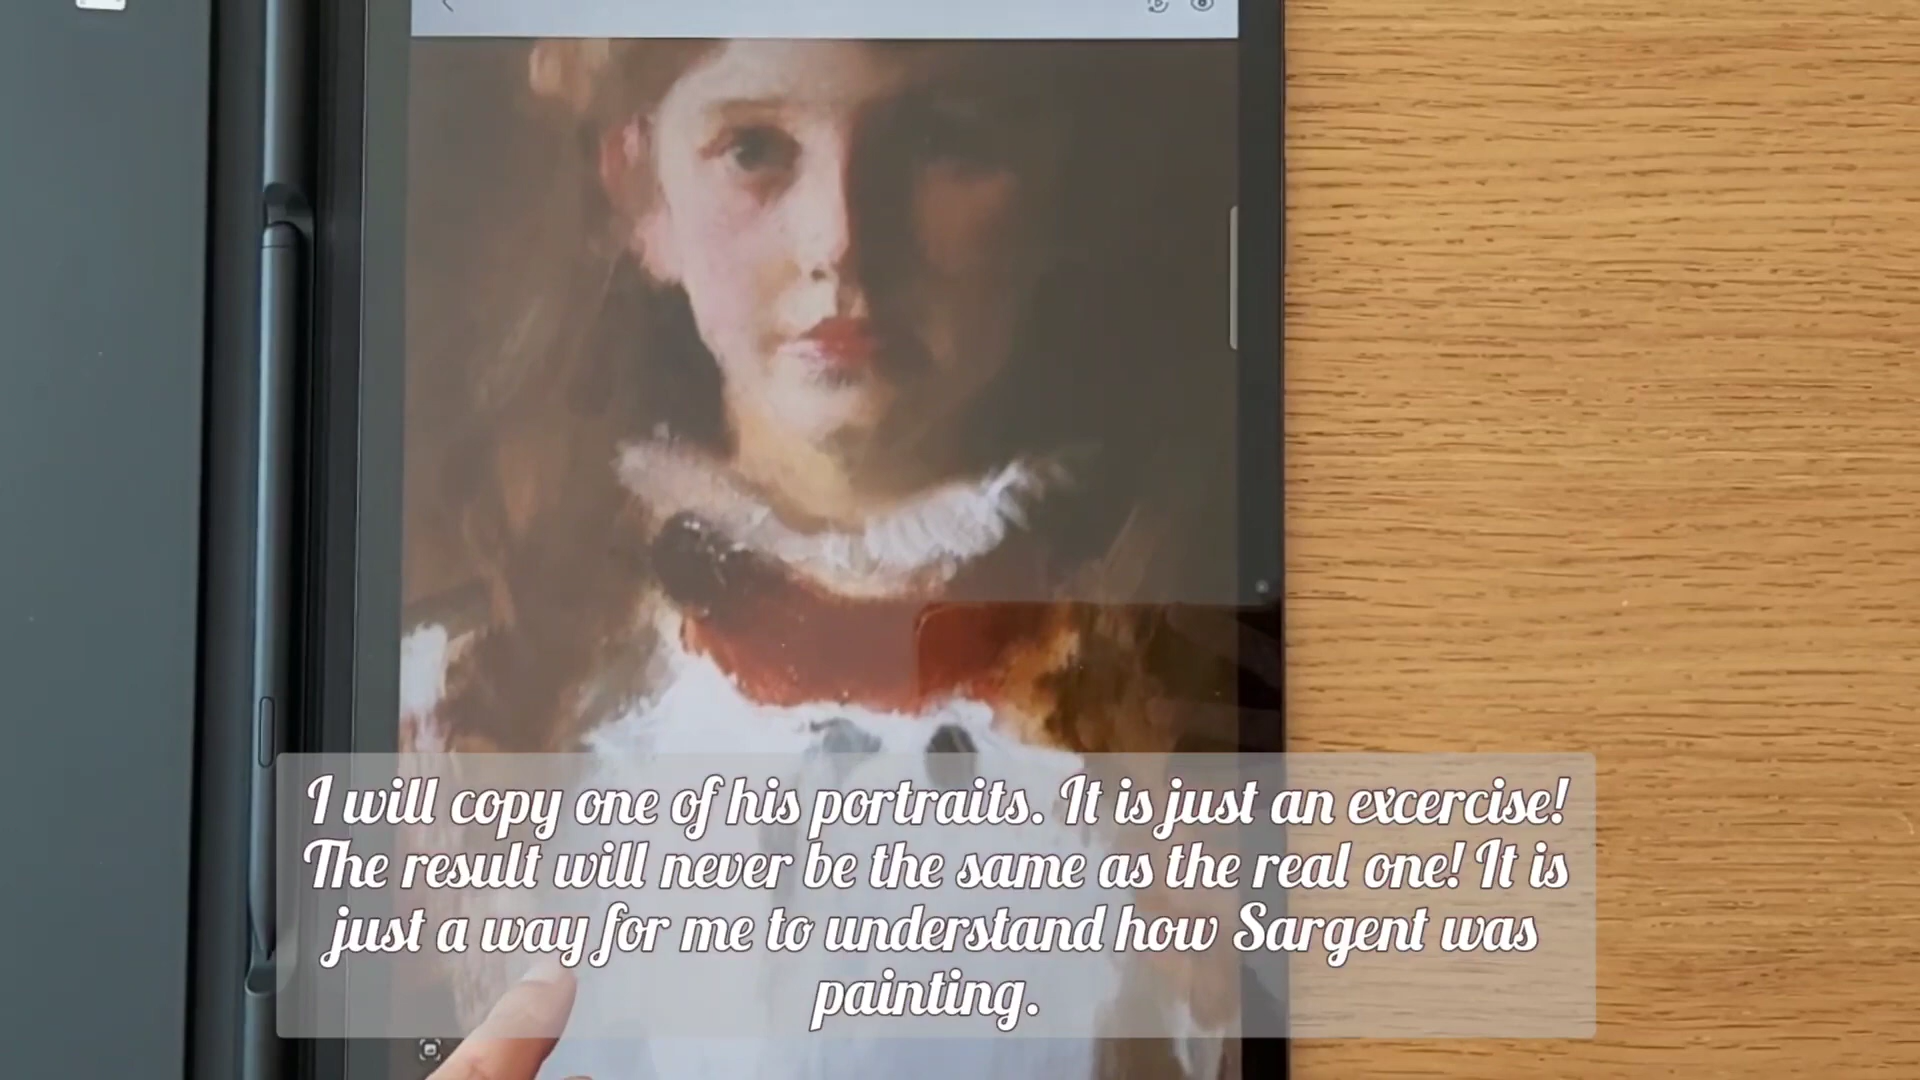 I will copy one of his portraits. It is just an excercise!
The result will never be the same as the real one! It is
just a way for me to understand how Sargent was
painting.